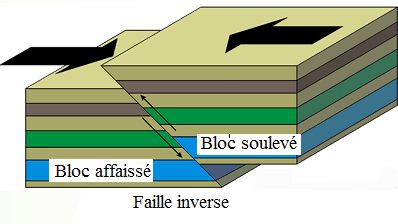 Bloc soulevé
Bloc affaissé
Faille inverse